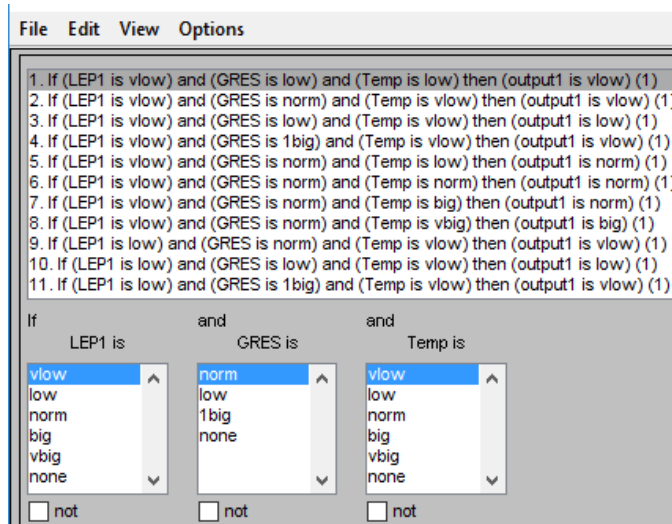 File Edit View Options
1. If (LEP1 is vlow) and (GRES is low) and (Temp is low) then (output1 is vlow) (1)
2. If (LEP1 is vlow) and (GRES is norm) and (Temp is vlow) then (output1 is vlow) (1)
3. If (LEP1 is vlow) and (GRES is low) and (Temp is vlow) then (output1 is low) (1)
4. If (LEP1 is vlow) and (GRES is 1big) and (Temp is vlow) then (output1 is vlow) (1)
5. If (LEP1 is vlow) and (GRES is norm) and (Temp is low) then (output1 is norm) (1)
6. If (LEP1 is vlow) and (GRES is norm) and (Temp is norm) then (output1 is norm) (1)
7. If (LEP1 is vlow) and (GRES is norm) and (Temp is big) then (output1 is norm) (1)
8. If (LEP1 is vlow) and (GRES is norm) and (Temp is vbig) then (output1 is big) (1)
9. If (LEP1 is low) and (GRES is norm) and (Temp is vlow) then (output1 is vlow) (1)
10. If (LEP1 is low) and (GRES is low) and (Temp is vlow) then (output1 is low) (1)
11. If (LEP1 is low) and (GRES is 1big) and (Temp is vlow) then (output1 is vlow) (1)
If and and
LEP1 is GRES is Temp is
vlow norm vlow
low low low
norm 1big norm
big none big
vbig vbig
none none
not not not